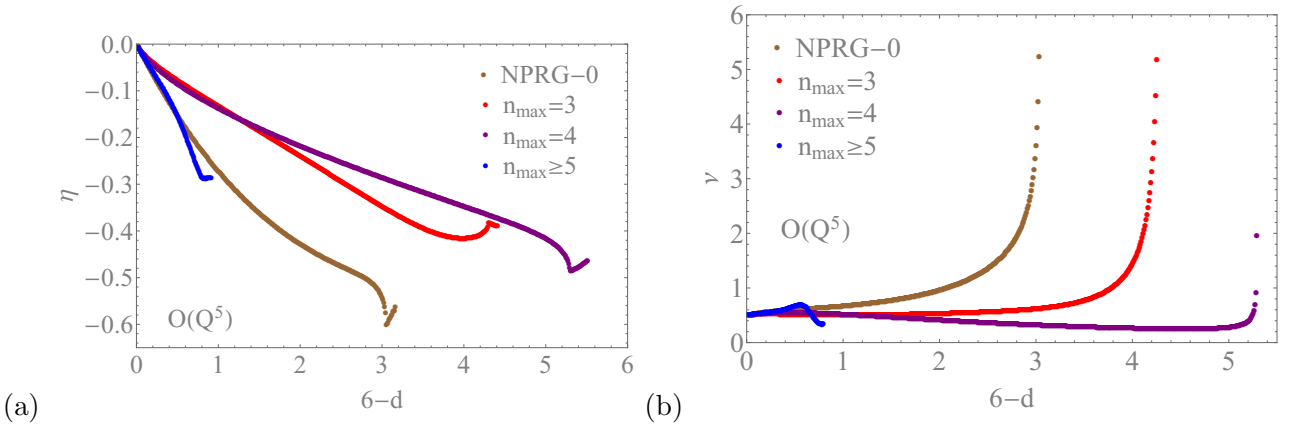 (a)
η
0.0
−0.1
−0.2
−0.3
−0.4
−0.5
−0.6
NPRG−0
n_max=3
n_max=4
n_max≥5
O(Q⁵)
0 1 2 3 4 5 6
6−d
(b)
ν
6
5
4
3
2
1
0
NPRG−0
n_max=3
n_max=4
n_max≥5
O(Q⁵)
0 1 2 3 4 5
6−d